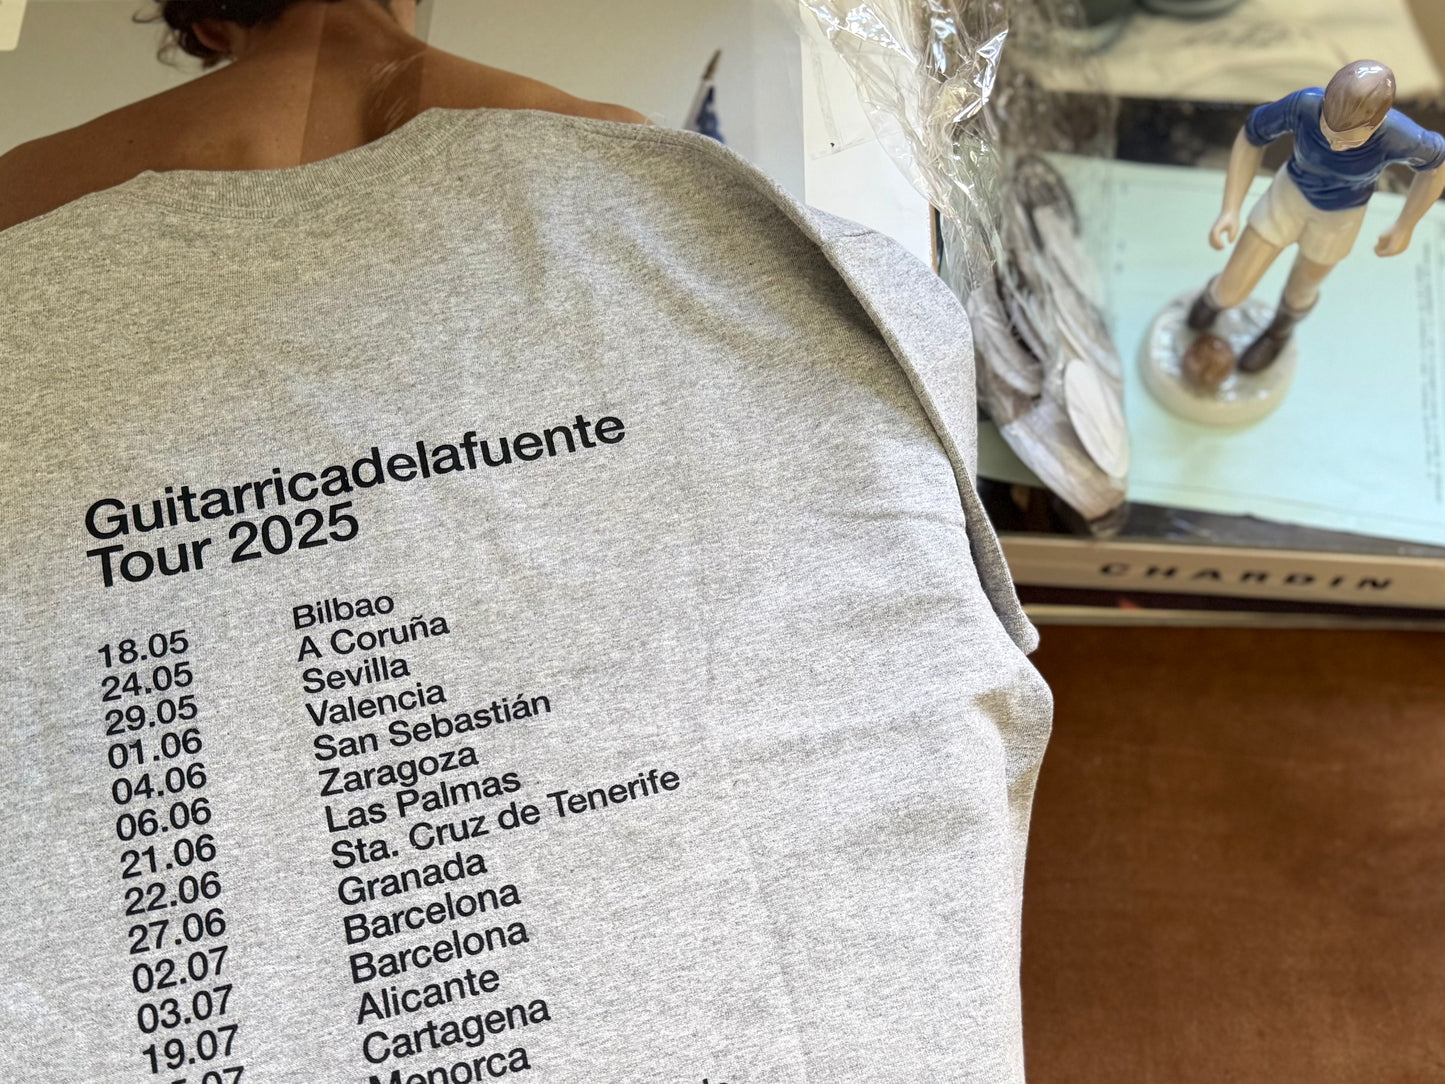 Guitarricadelafuente
Tour 2025
18.05 Bilbao
24.05 A Coruña
29.05 Sevilla
01.06 Valencia
04.06 San Sebastián
06.06 Zaragoza
21.06 Las Palmas
22.06 Sta. Cruz de Tenerife
27.06 Granada
02.07 Barcelona
03.07 Barcelona
19.07 Alicante
Cartagena
Menorca
CHARDIN